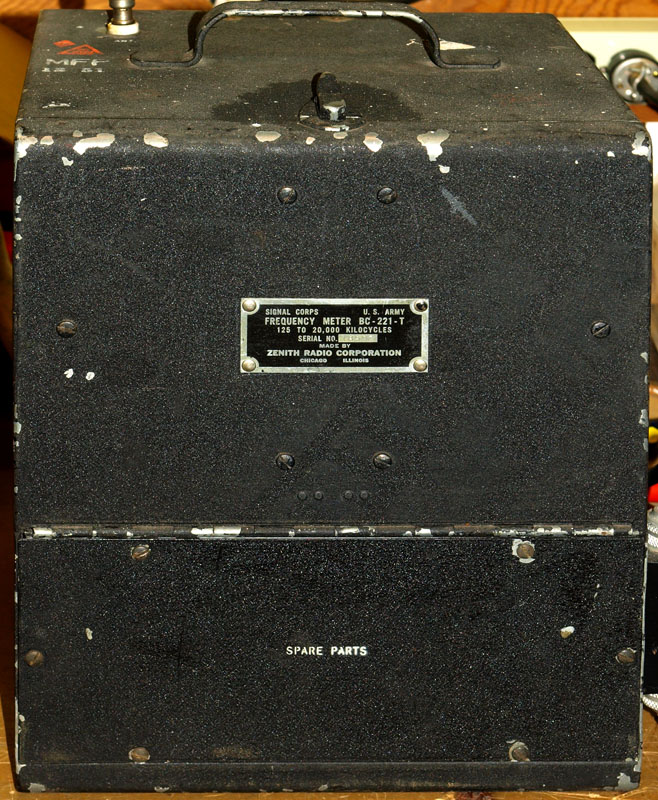 MFP
SIGNAL CORPS U. S. ARMY
FREQUENCY METER BC-221-T
125 TO 20,000 KILOCYCLES
SERIAL NO.
MADE BY
ZENITH RADIO CORPORATION
CHICAGO ILLINOIS
SPARE PARTS